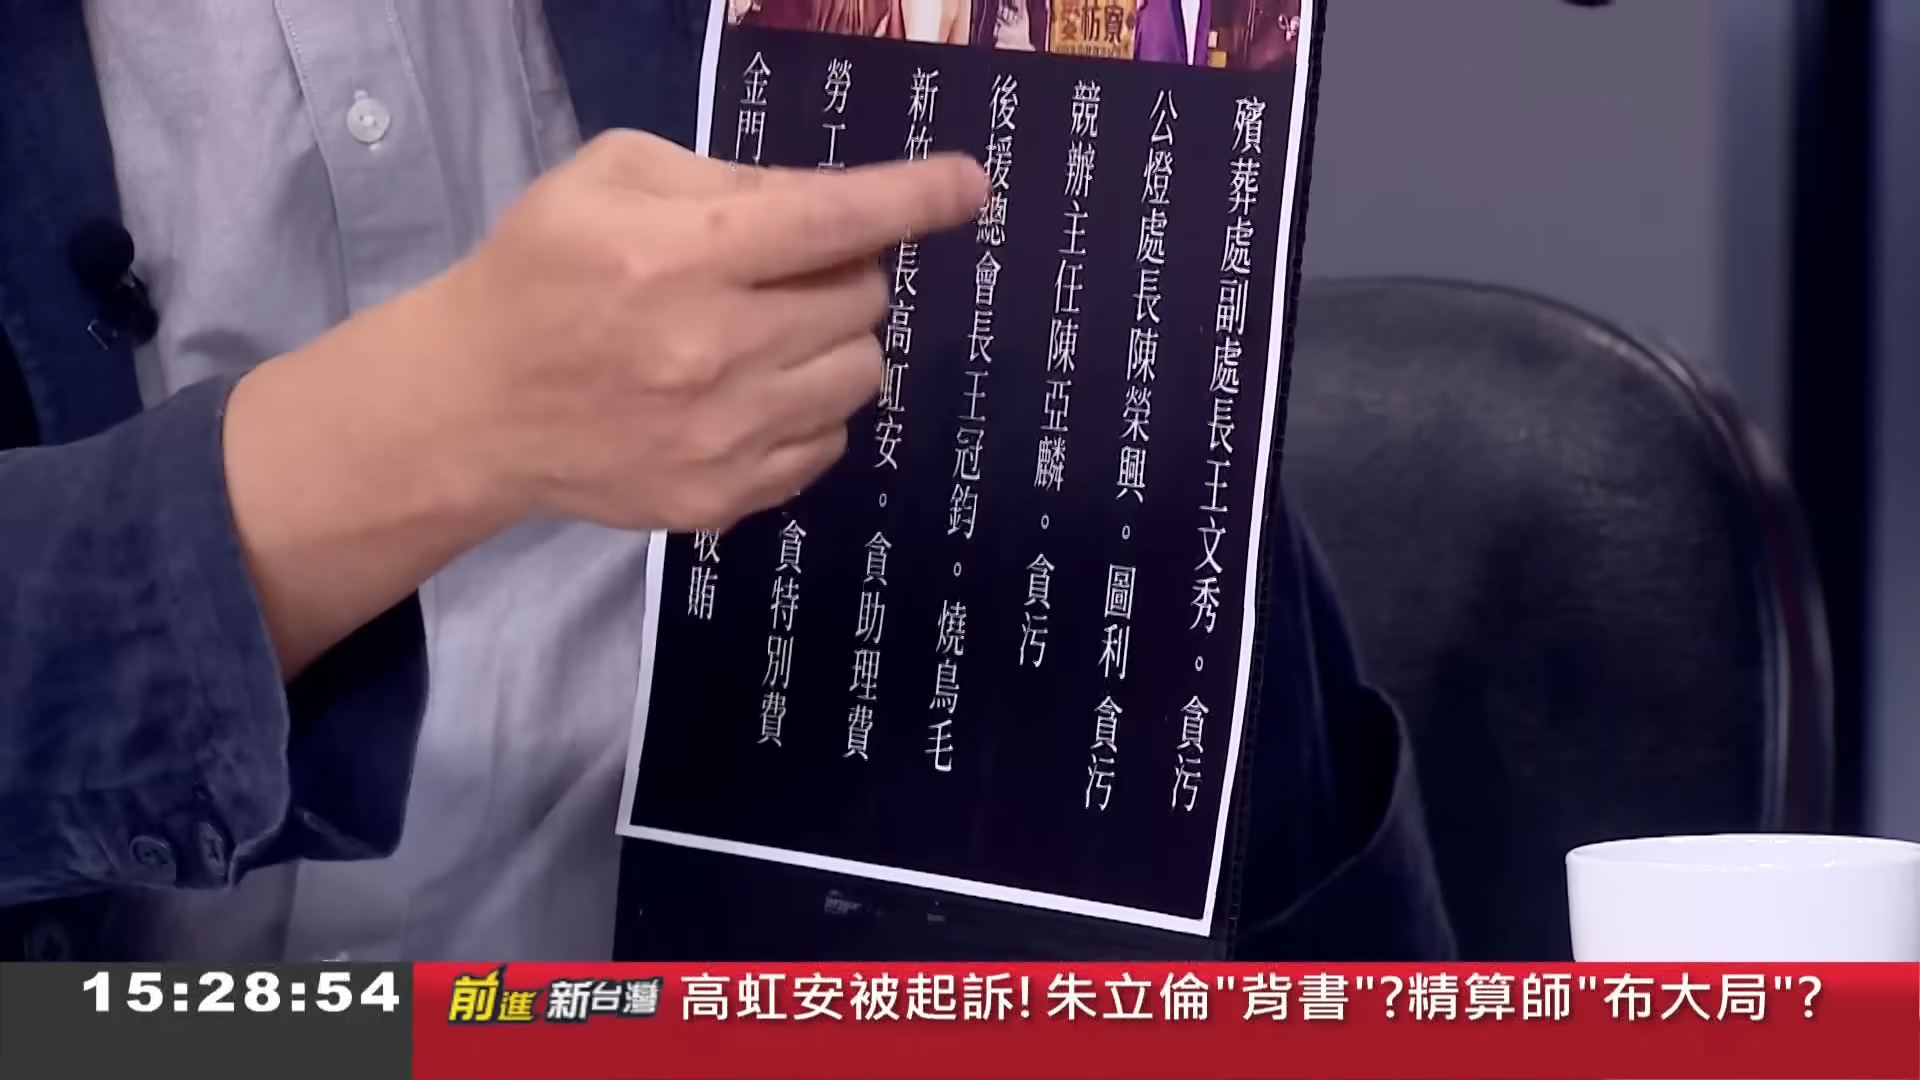 殯葬處副處長王文秀。貪污
公燈處長陳榮興。圖利 貪污
競辦主任陳亞麟。貪污
後援總會長王冠鈞。燒鳥毛
新竹 長高虹安。貪助理費
勞工 貪特別費
金門 收賄
15:28:54
前進新台灣
高虹安被起訴!朱立倫"背書"?精算師"布大局"?